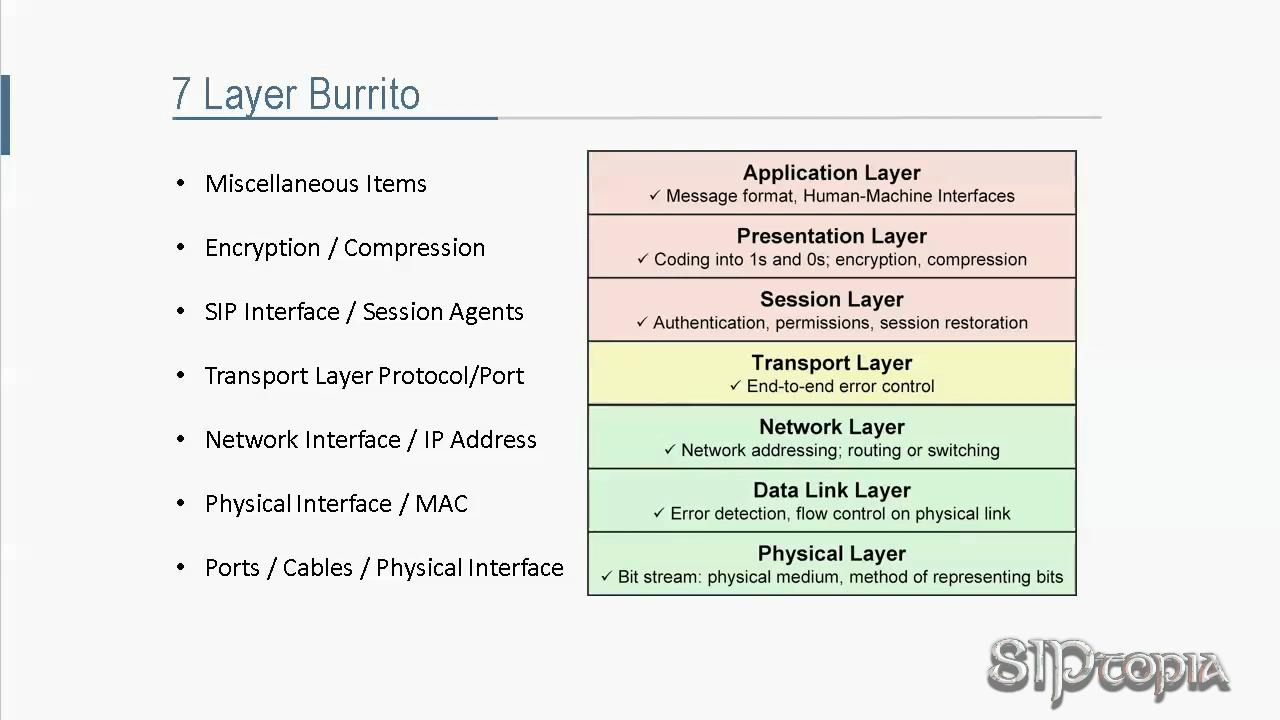 7 Layer Burrito
• Miscellaneous Items
• Encryption / Compression
• SIP Interface / Session Agents
• Transport Layer Protocol/Port
• Network Interface / IP Address
• Physical Interface / MAC
• Ports / Cables / Physical Interface
Application Layer
✓ Message format, Human-Machine Interfaces
Presentation Layer
✓ Coding into 1s and 0s; encryption, compression
Session Layer
✓ Authentication, permissions, session restoration
Transport Layer
✓ End-to-end error control
Network Layer
✓ Network addressing; routing or switching
Data Link Layer
✓ Error detection, flow control on physical link
Physical Layer
✓ Bit stream: physical medium, method of representing bits
SIPtopia